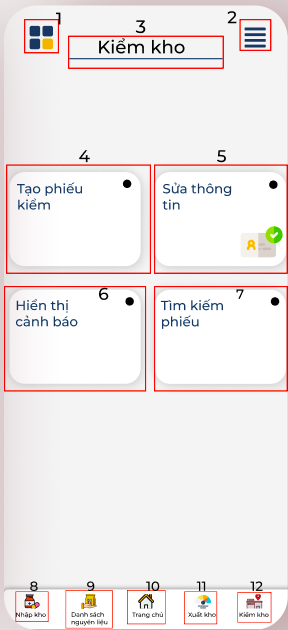 1
2
3
Kiểm kho
4
5
Tạo phiếu
kiểm
Sửa thông
tin
6
7
Hiển thị
cảnh báo
Tìm kiếm
phiếu
8
9
10
11
12
Nhập kho
Danh sách
nguyên liệu
Trang chủ
Xuất kho
Kiểm kho